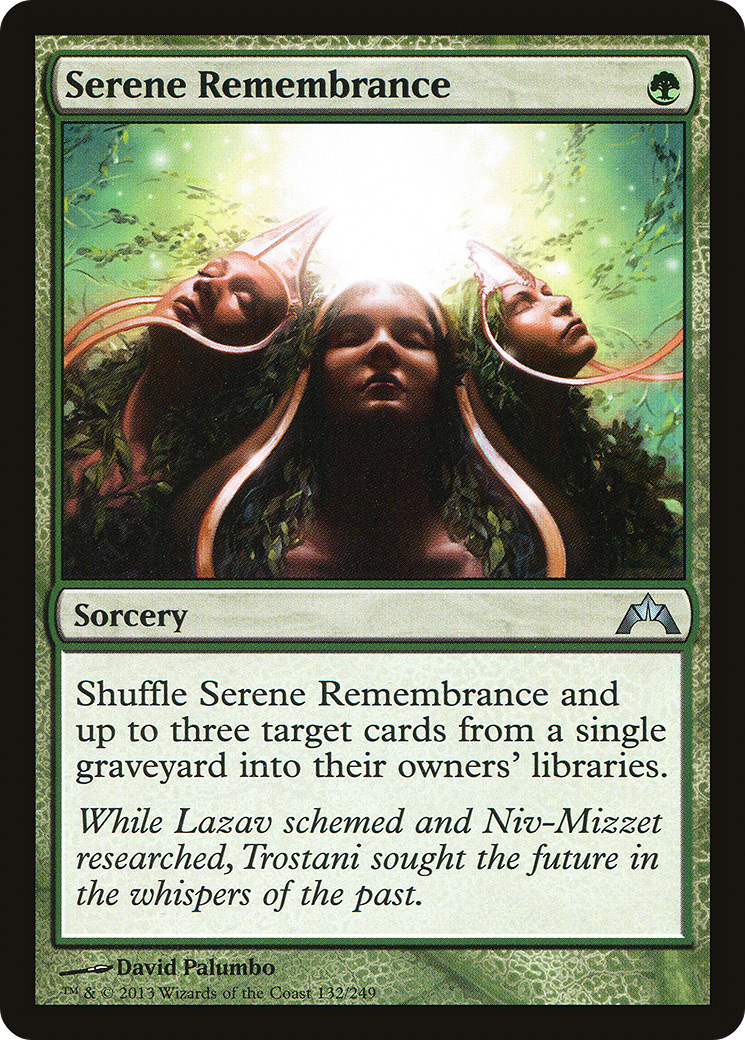 Serene Remembrance
Sorcery
Shuffle Serene Remembrance and
up to three target cards from a single
graveyard into their owners’ libraries.
While Lazav schemed and Niv-Mizzet
researched, Trostani sought the future in
the whispers of the past.
David Palumbo
™ & © 2013 Wizards of the Coast 132/249